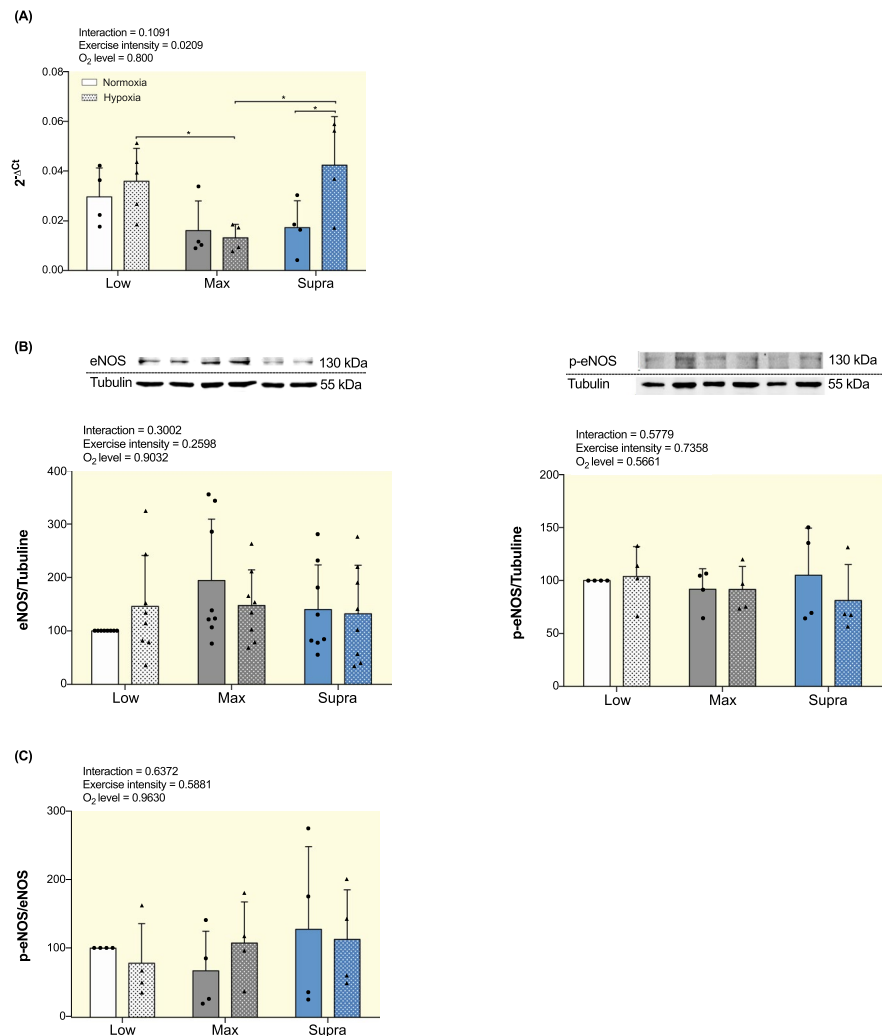 (A)
Interaction = 0.1091
Exercise intensity = 0.0209
O2 level = 0.800
0.08
0.06
0.04
0.02
0.00
2-ΔCt
Normoxia
Hypoxia
*
*
*
Low Max Supra
(B)
eNOS 130 kDa
Tubulin 55 kDa
Interaction = 0.3002
Exercise intensity = 0.2598
O2 level = 0.9032
400
300
200
100
0
eNOS/Tubuline
Low Max Supra
p-eNOS 130 kDa
Tubulin 55 kDa
Interaction = 0.5779
Exercise intensity = 0.7358
O2 level = 0.5661
200
150
100
50
0
p-eNOS/Tubuline
Low Max Supra
(C)
Interaction = 0.6372
Exercise intensity = 0.5881
O2 level = 0.9630
300
200
100
0
p-eNOS/eNOS
Low Max Supra